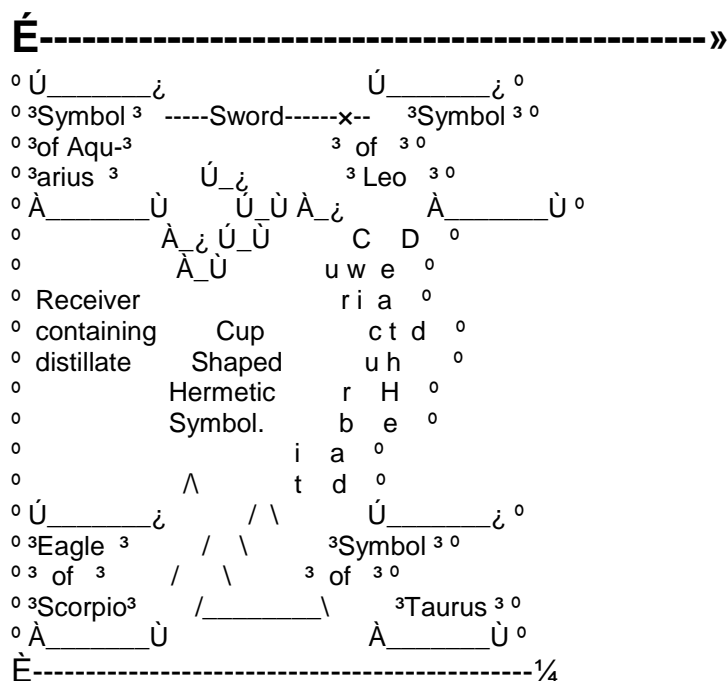 É-----------------------------------------------»
º Ú_______¿ Ú_______¿ º
º ³Symbol ³ -----Sword------×-- ³Symbol ³ º
º ³of Aqu-³ ³ of ³ º
º ³arius ³ Ú_¿ ³ Leo ³ º
º À_______Ù Ú_Ù À_¿ À_______Ù º
º À_¿ Ú_Ù C D º
º À_Ù u w e º
º Receiver r i a º
º containing Cup c t d º
º distillate Shaped u h º
º Hermetic r H º
º Symbol. b e º
º i a º
º /\ t d º
º Ú_______¿ / \ Ú_______¿ º
º ³Eagle ³ / \ ³Symbol ³ º
º ³ of ³ / \ ³ of ³ º
º ³Scorpio³ /_________\ ³Taurus ³ º
º À_______Ù À_______Ù º
È-----------------------------------------------¼